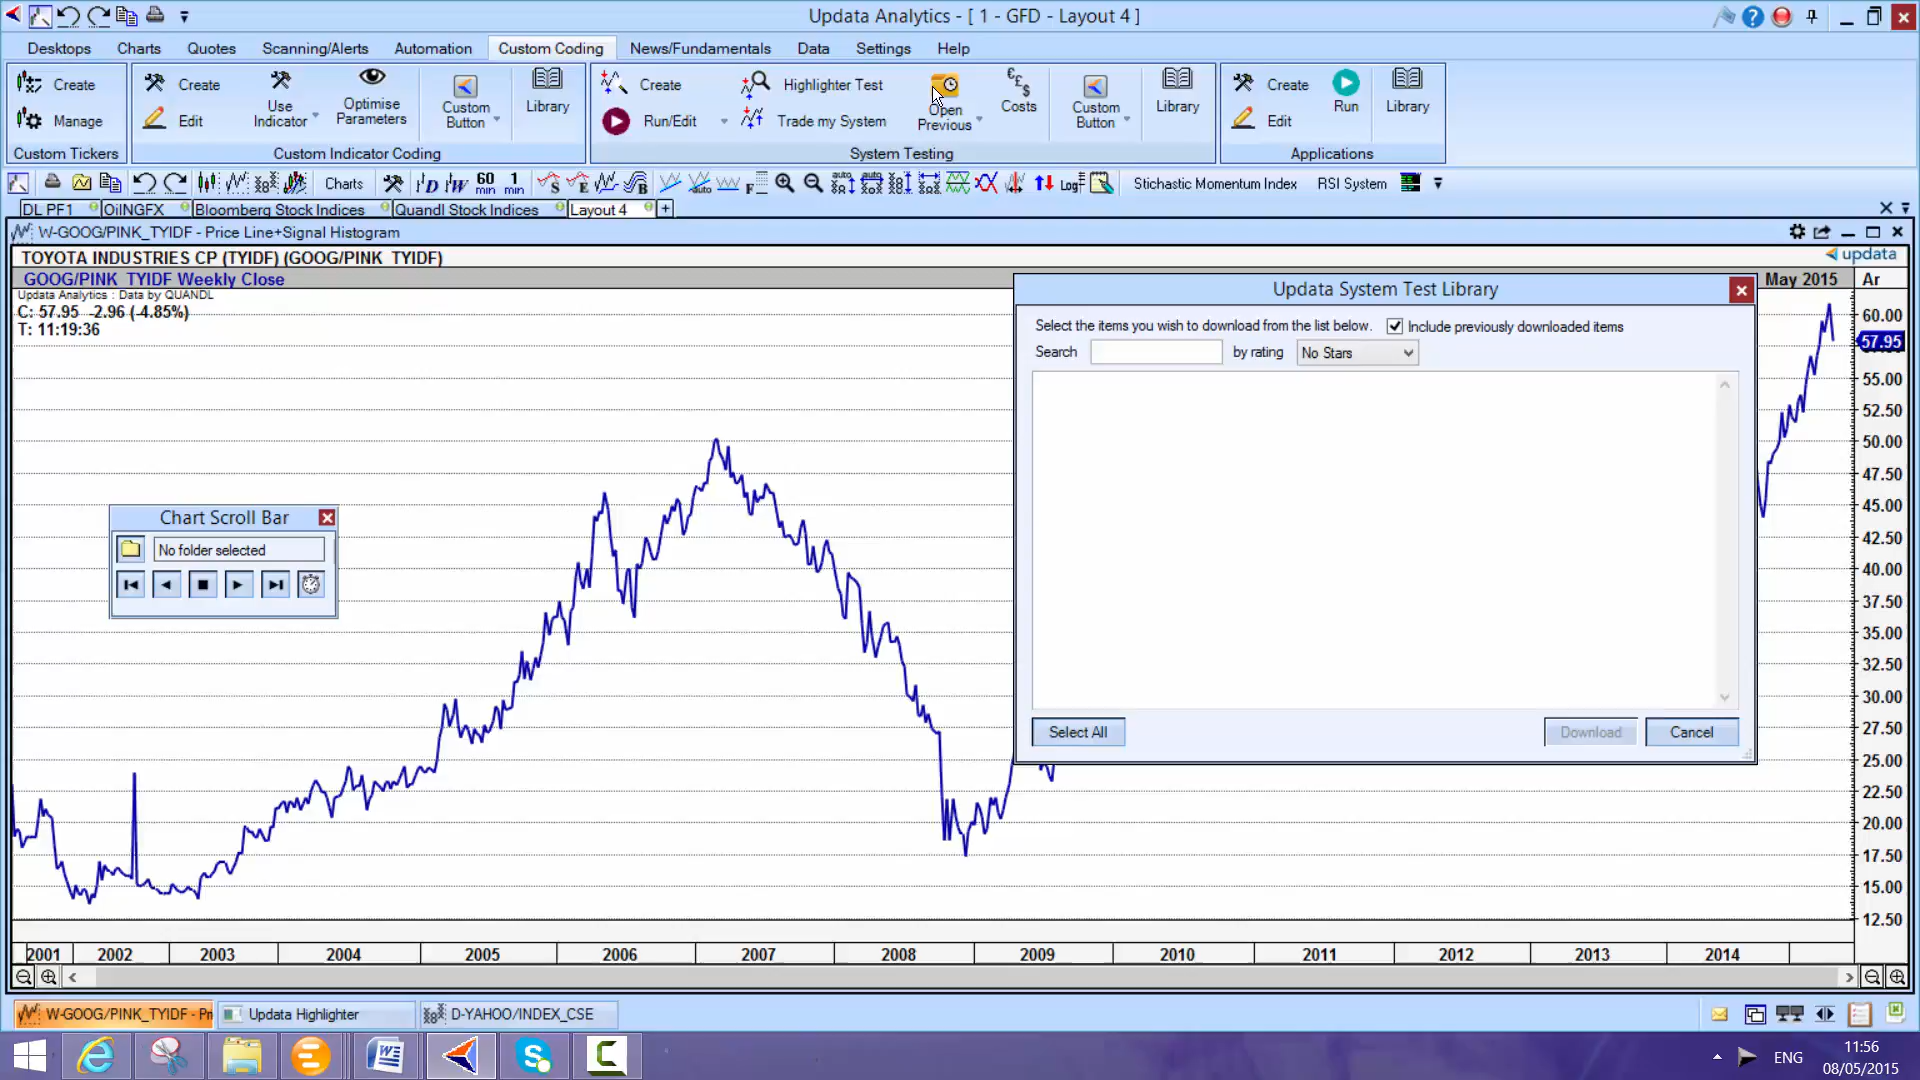 Updata Analytics - [ 1 - GFD - Layout 4 ]
Desktops Charts Quotes Scanning/Alerts Automation Custom Coding News/Fundamentals Data Settings Help
Create
Manage
Custom Tickers
Create
Edit
Use Indicator
Optimise Parameters
Custom Button
Library
Custom Indicator Coding
Create
Run/Edit
Highlighter Test
Trade my System
Open Previous
Costs
Custom Button
Library
System Testing
Create
Edit
Run
Library
Applications
Charts D W 60 min 1 min S E B auto F auto auto Log Stichastic Momentum Index RSI System
DL PF1 OilNGFX Bloomberg Stock Indices Quandl Stock Indices Layout 4 +
W-GOOG/PINK_TYIDF - Price Line+Signal Histogram
TOYOTA INDUSTRIES CP (TYIDF) (GOOG/PINK_TYIDF)
updata
GOOG/PINK_TYIDF Weekly Close
May 2015 Ar
Updata Analytics : Data by QUANDL
C: 57.95 -2.96 (-4.85%)
T: 11:19:36
Updata System Test Library
Select the items you wish to download from the list below. Include previously downloaded items
Search by rating No Stars
Select All Download Cancel
Chart Scroll Bar
No folder selected
60.00
57.95
55.00
52.50
50.00
47.50
45.00
42.50
40.00
37.50
35.00
32.50
30.00
27.50
25.00
22.50
20.00
17.50
15.00
12.50
2001 2002 2003 2004 2005 2006 2007 2008 2009 2010 2011 2012 2013 2014
W-GOOG/PINK_TYIDF - Pr Updata Highlighter D-YAHOO/INDEX_CSE
ENG
11:56
08/05/2015